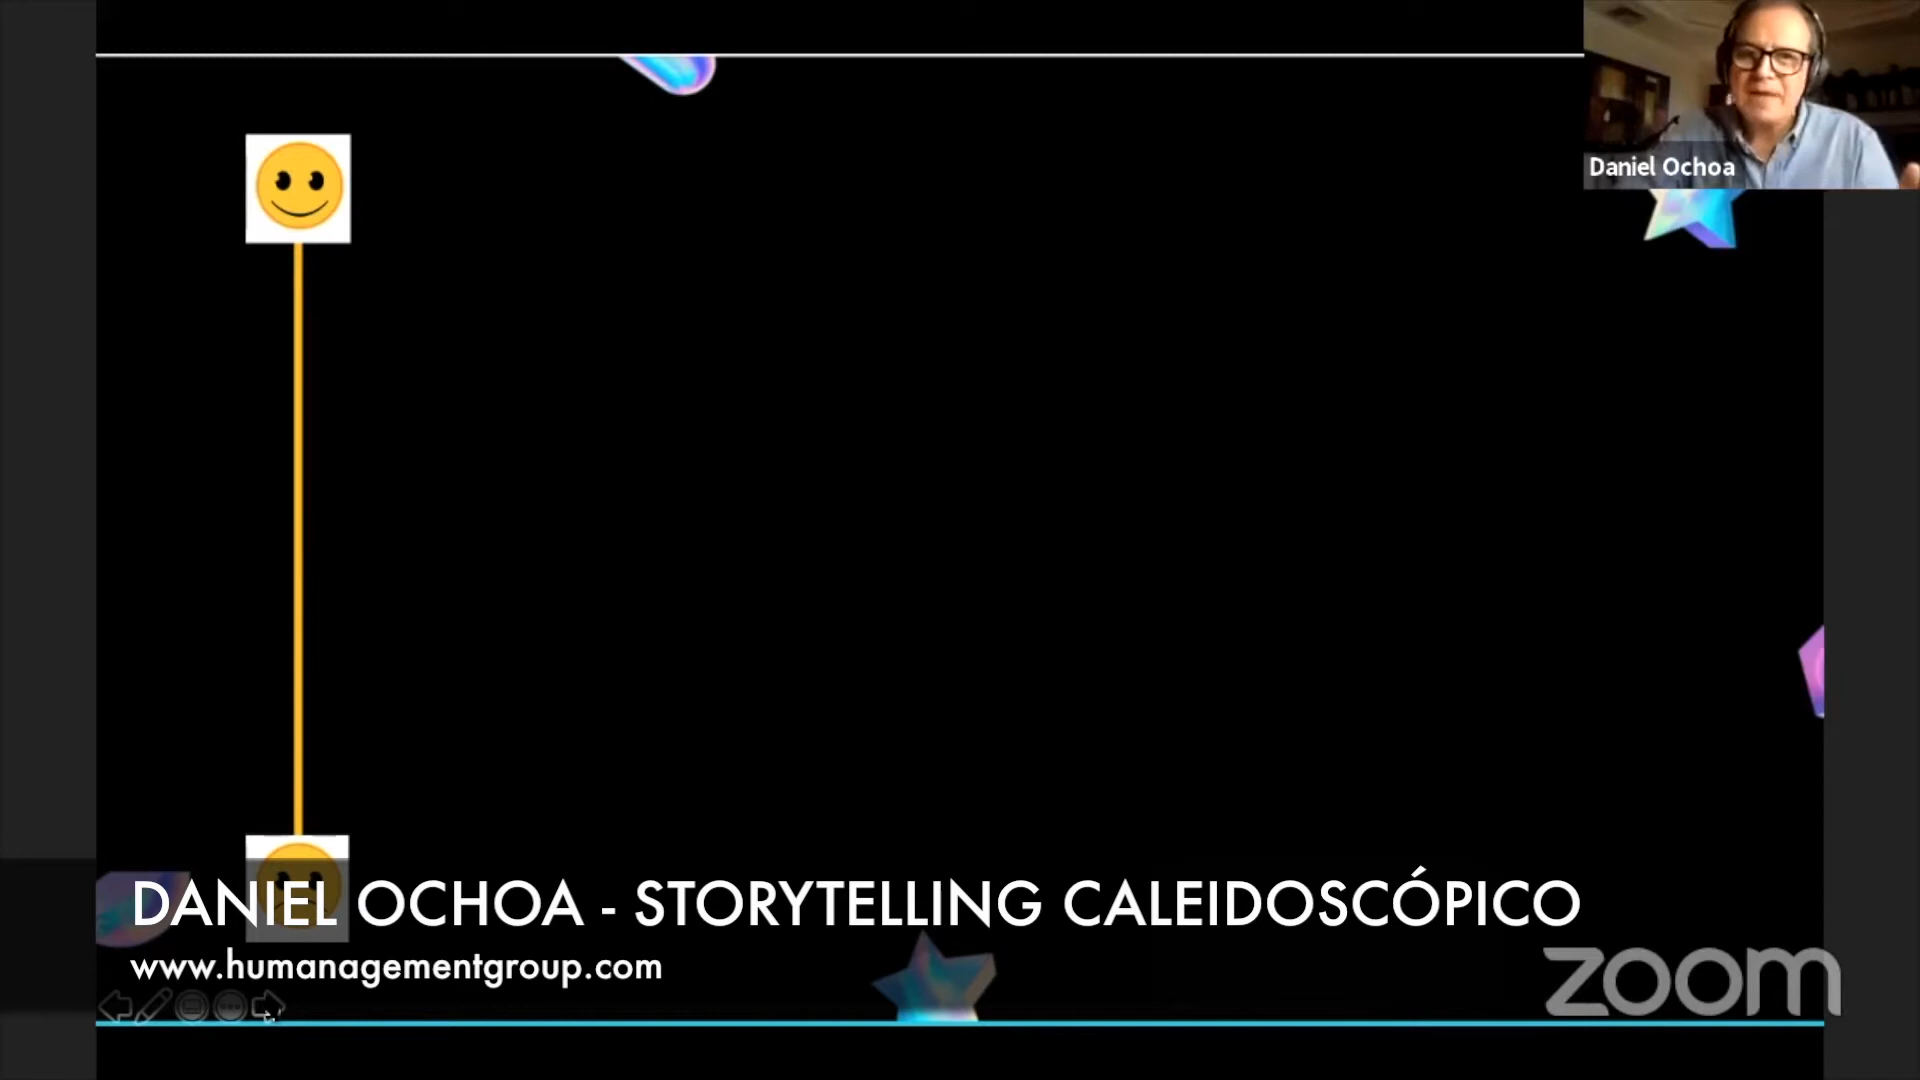 Daniel Ochoa
DANIEL OCHOA - STORYTELLING CALEIDOSCÓPICO
www.humanagementgroup.com
zoom